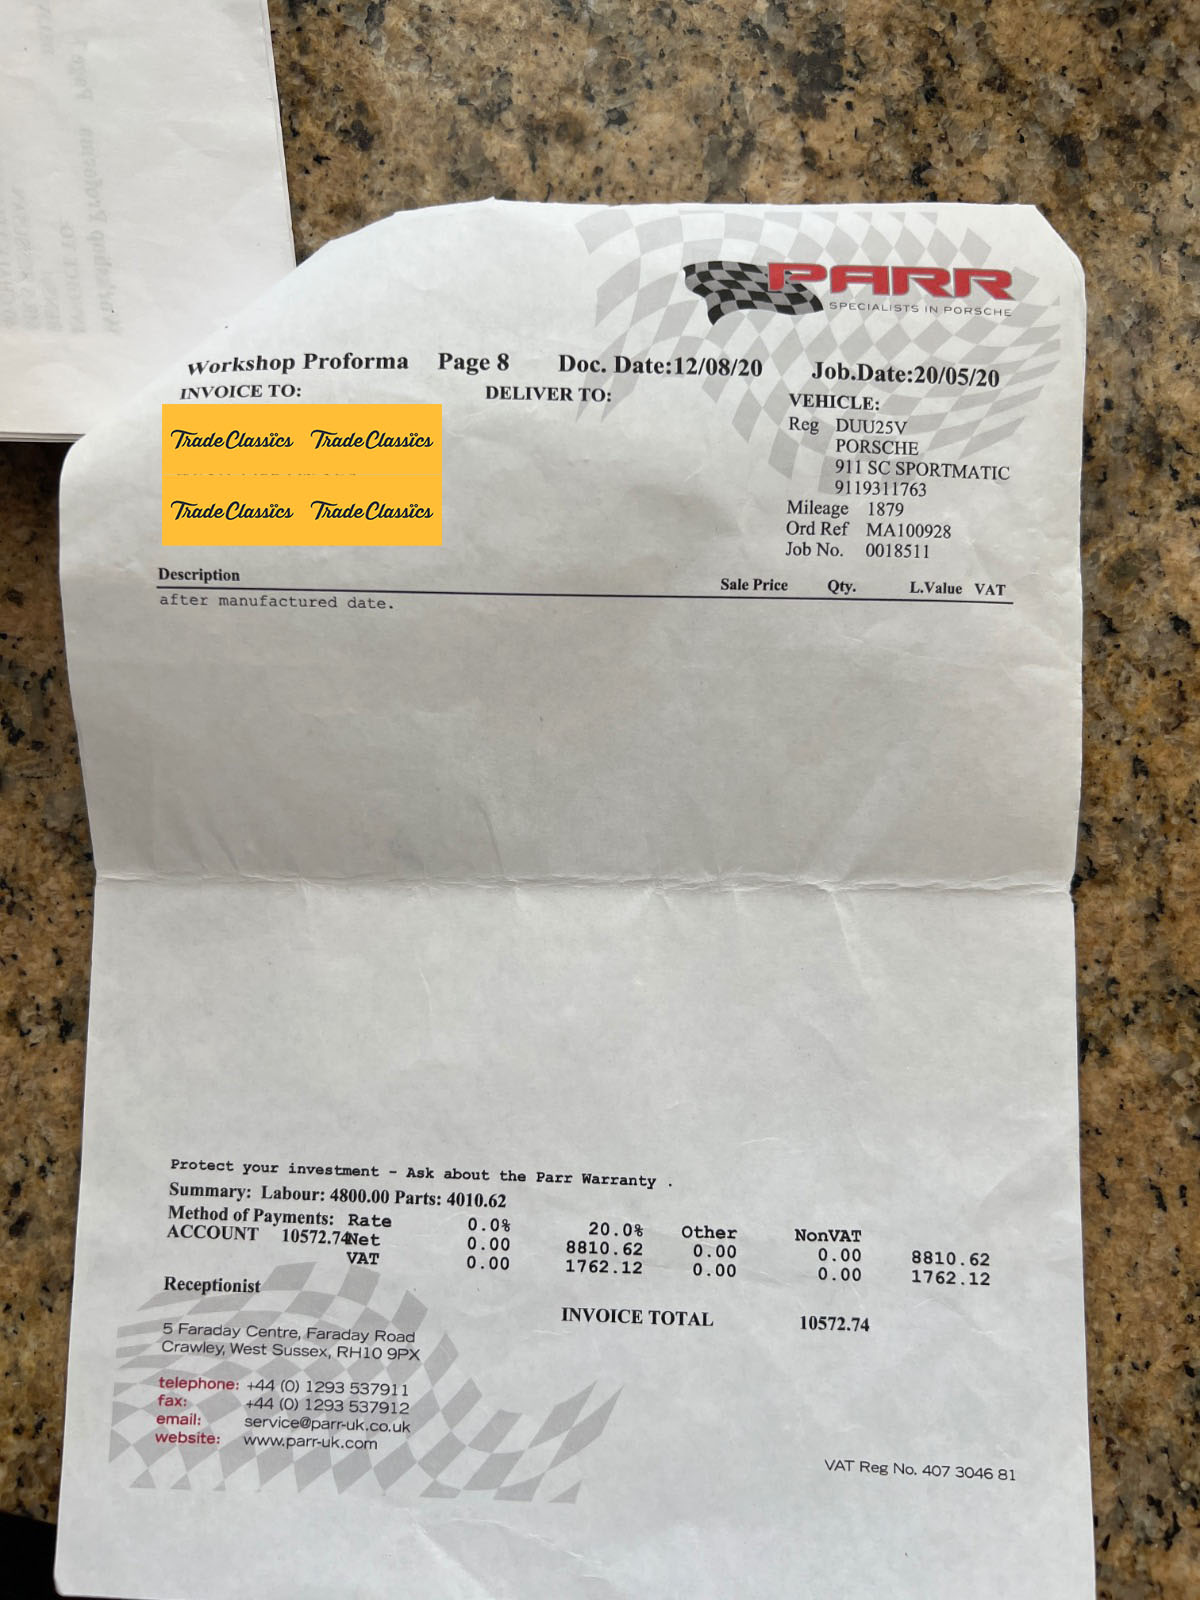 PARR
SPECIALISTS IN PORSCHE
Workshop Proforma Page 8 Doc. Date:12/08/20 Job.Date:20/05/20
INVOICE TO: DELIVER TO: VEHICLE:
Reg DUU25V
PORSCHE
911 SC SPORTMATIC
9119311763
Mileage 1879
Ord Ref MA100928
Job No. 0018511
Trade Classics Trade Classics
Trade Classics Trade Classics
Description Sale Price Qty. L.Value VAT
after manufactured date.
Protect your investment - Ask about the Parr Warranty .
Summary: Labour: 4800.00 Parts: 4010.62
Method of Payments: Rate 0.0% 20.0% Other NonVAT
ACCOUNT 10572.74 Net 0.00 8810.62 0.00 0.00 8810.62
VAT 0.00 1762.12 0.00 0.00 1762.12
Receptionist
INVOICE TOTAL 10572.74
5 Faraday Centre, Faraday Road
Crawley, West Sussex, RH10 9PX
telephone: +44 (0) 1293 537911
fax: +44 (0) 1293 537912
email: service@parr-uk.co.uk
website: www.parr-uk.com
VAT Reg No. 407 3046 81